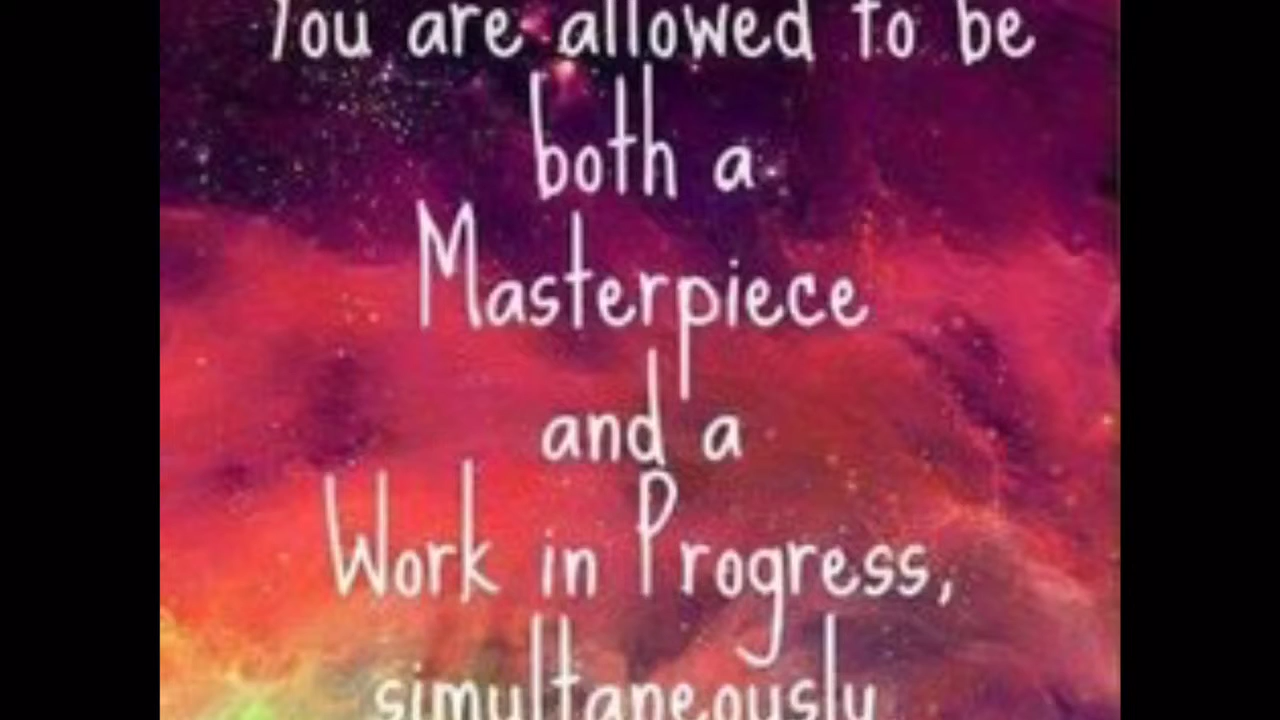 You are allowed to be
both a
Masterpiece
and a
Work in Progress,
simultaneously